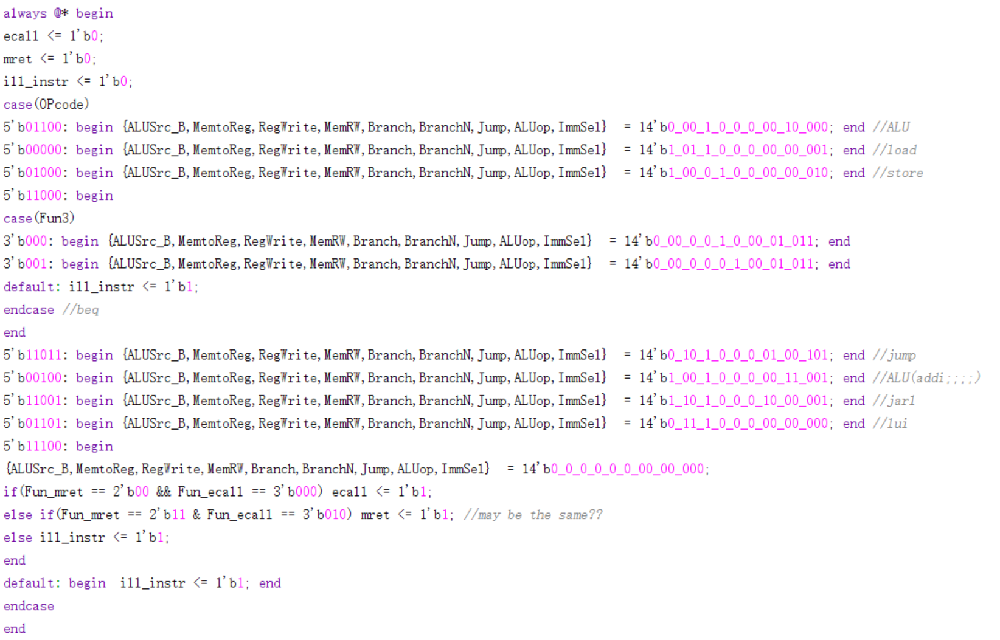 always @* begin
ecall <= 1'b0;
mret <= 1'b0;
ill_instr <= 1'b0;
case(OPcode)
5'b01100: begin {ALUSrc_B,MemtoReg,RegWrite,MemRW,Branch,BranchN,Jump,ALUop,ImmSel}  = 14'b0_00_1_0_0_0_00_10_000; end //ALU
5'b00000: begin {ALUSrc_B,MemtoReg,RegWrite,MemRW,Branch,BranchN,Jump,ALUop,ImmSel}  = 14'b1_01_1_0_0_0_00_00_001; end //load
5'b01000: begin {ALUSrc_B,MemtoReg,RegWrite,MemRW,Branch,BranchN,Jump,ALUop,ImmSel}  = 14'b1_00_0_1_0_0_00_00_010; end //store
5'b11000: begin
case(Fun3)
3'b000: begin {ALUSrc_B,MemtoReg,RegWrite,MemRW,Branch,BranchN,Jump,ALUop,ImmSel}  = 14'b0_00_0_0_1_0_00_01_011; end
3'b001: begin {ALUSrc_B,MemtoReg,RegWrite,MemRW,Branch,BranchN,Jump,ALUop,ImmSel}  = 14'b0_00_0_0_0_1_00_01_011; end
default: ill_instr <= 1'b1;
endcase //beq
end
5'b11011: begin {ALUSrc_B,MemtoReg,RegWrite,MemRW,Branch,BranchN,Jump,ALUop,ImmSel}  = 14'b0_10_1_0_0_0_01_00_101; end //jump
5'b00100: begin {ALUSrc_B,MemtoReg,RegWrite,MemRW,Branch,BranchN,Jump,ALUop,ImmSel}  = 14'b1_00_1_0_0_0_00_11_001; end //ALU(addi;;;;)
5'b11001: begin {ALUSrc_B,MemtoReg,RegWrite,MemRW,Branch,BranchN,Jump,ALUop,ImmSel}  = 14'b1_10_1_0_0_0_10_00_001; end //jarl
5'b01101: begin {ALUSrc_B,MemtoReg,RegWrite,MemRW,Branch,BranchN,Jump,ALUop,ImmSel}  = 14'b0_11_1_0_0_0_00_00_000; end //lui
5'b11100: begin
{ALUSrc_B,MemtoReg,RegWrite,MemRW,Branch,BranchN,Jump,ALUop,ImmSel}  = 14'b0_0_0_0_0_0_00_00_000;
if(Fun_mret == 2'b00 && Fun_ecall == 3'b000) ecall <= 1'b1;
else if(Fun_mret == 2'b11 & Fun_ecall == 3'b010) mret <= 1'b1; //may be the same??
else ill_instr <= 1'b1;
end
default: begin  ill_instr <= 1'b1; end
endcase
end